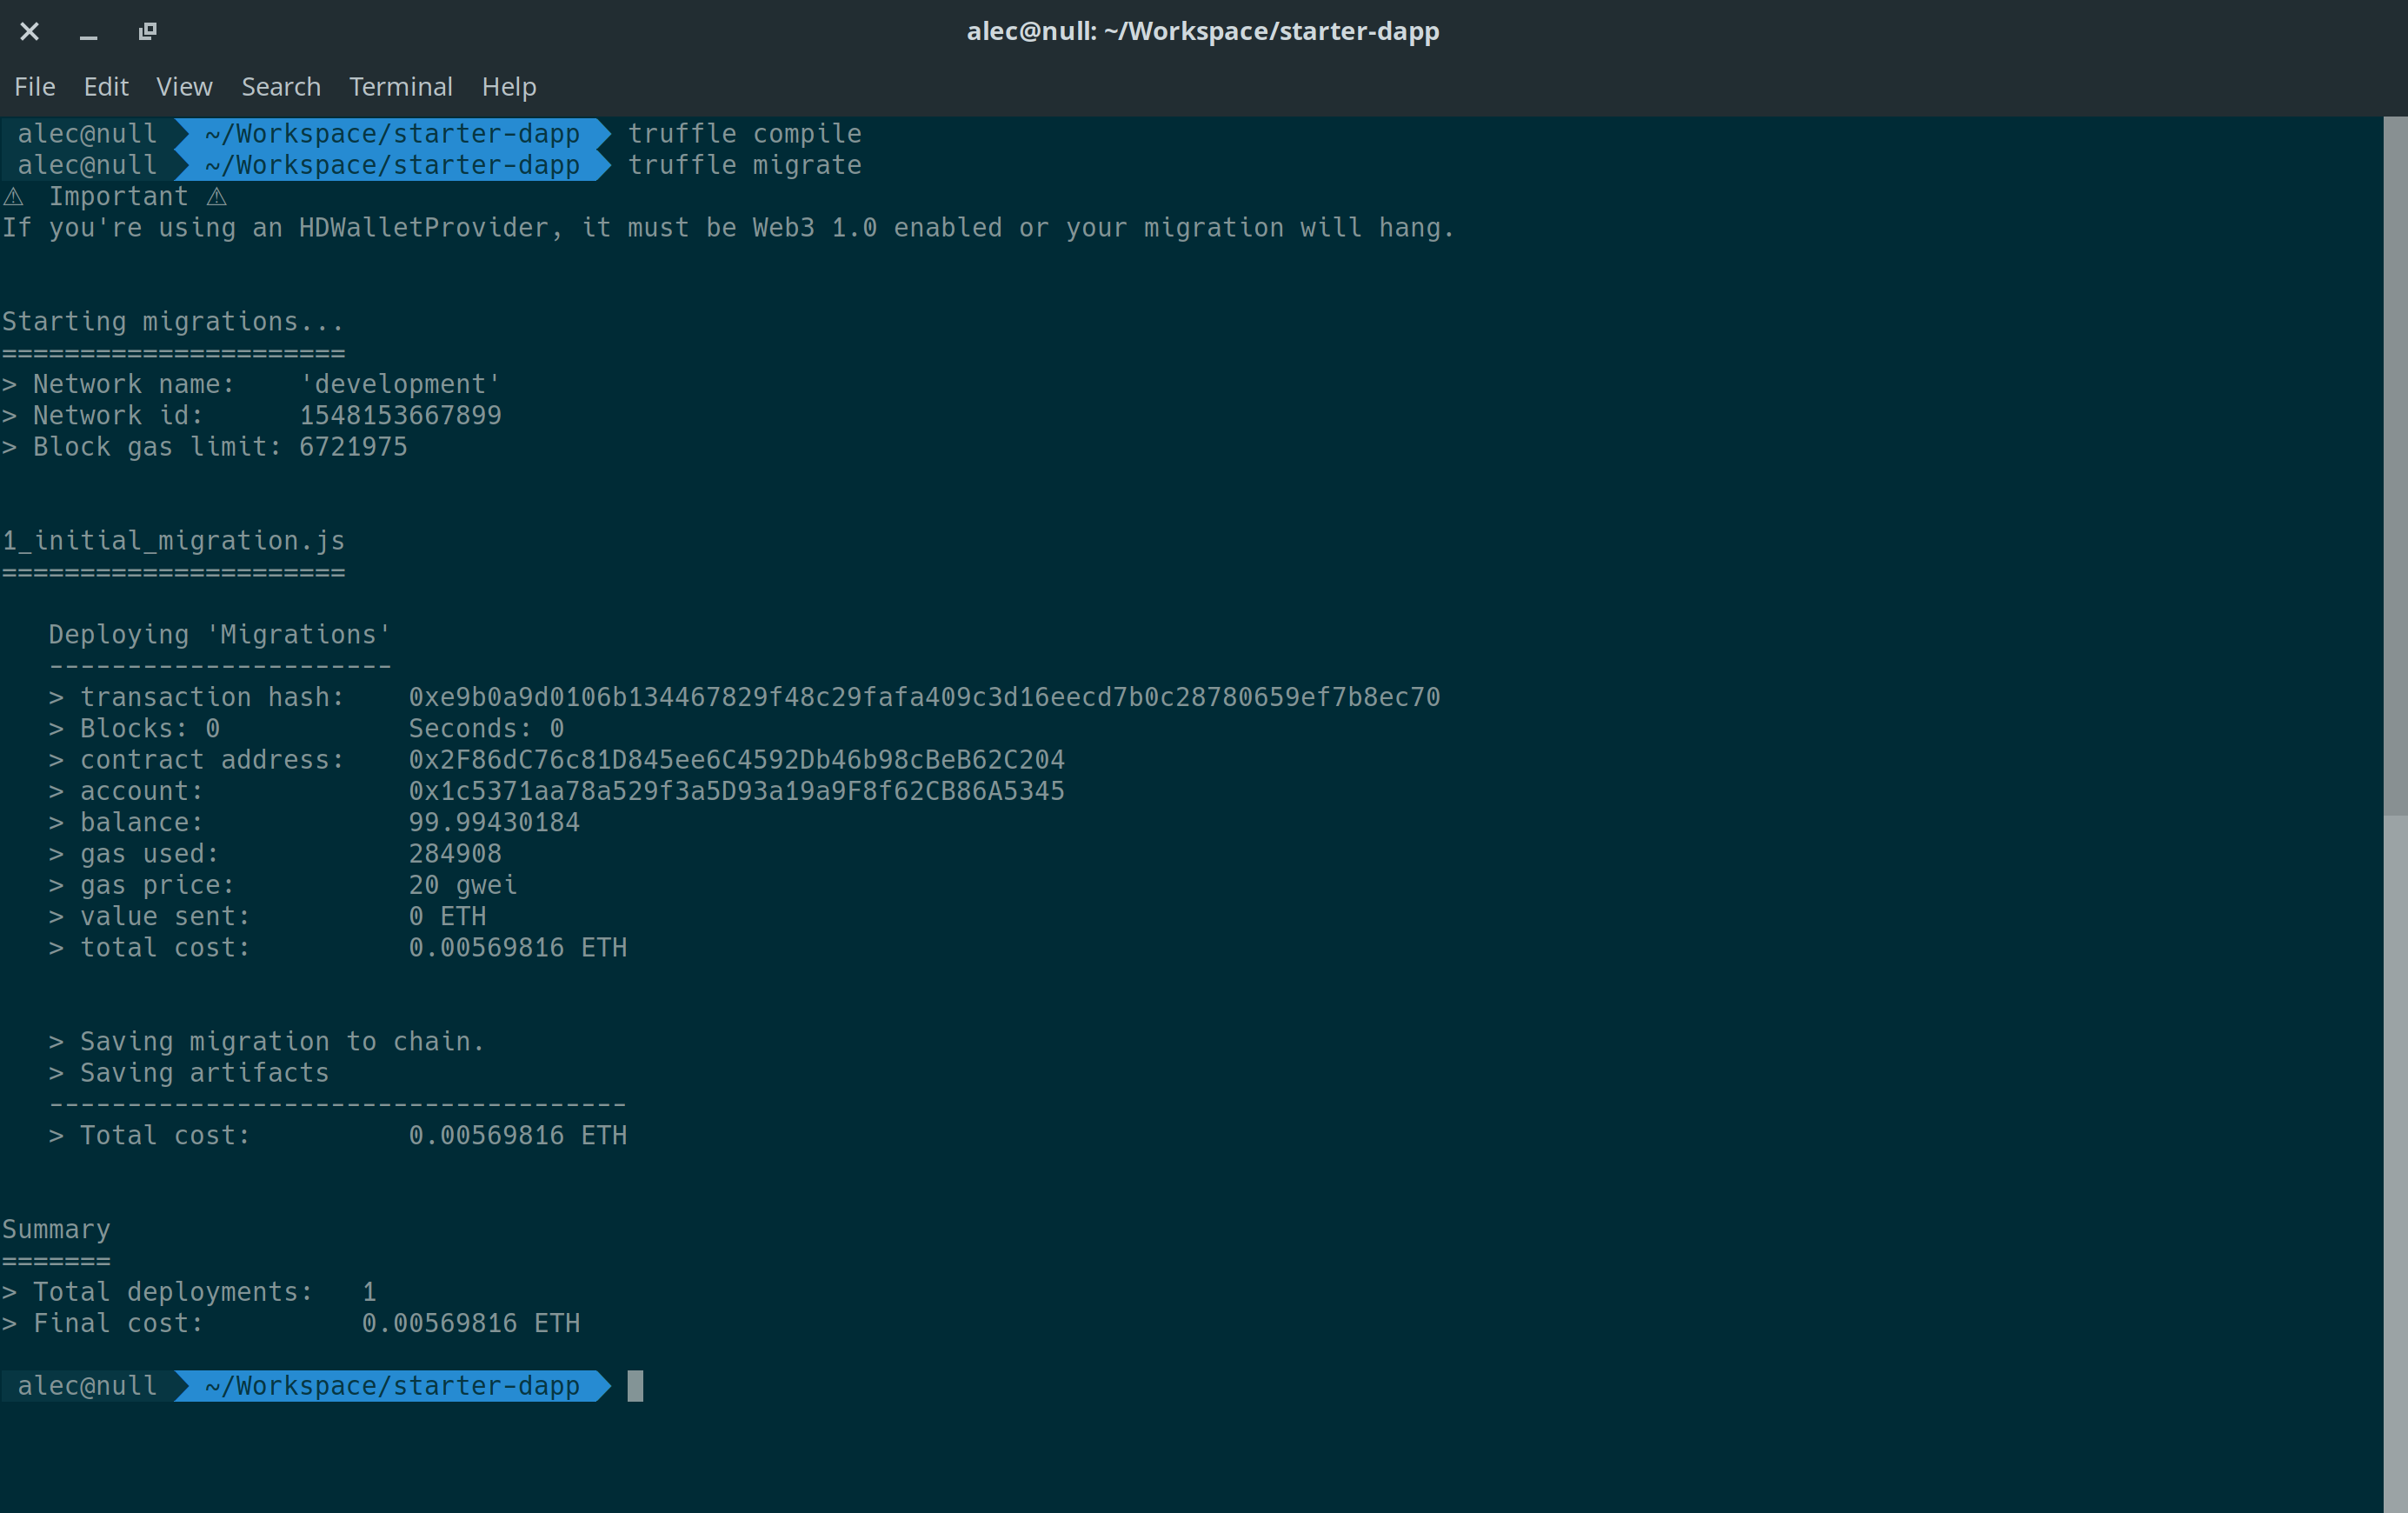 alec@null: ~/Workspace/starter-dapp
File Edit View Search Terminal Help
alec@null ~/Workspace/starter-dapp truffle compile
alec@null ~/Workspace/starter-dapp truffle migrate
⚠ Important ⚠
If you're using an HDWalletProvider, it must be Web3 1.0 enabled or your migration will hang.
Starting migrations...
======================
> Network name:    'development'
> Network id:      1548153667899
> Block gas limit: 6721975
1_initial_migration.js
======================
   Deploying 'Migrations'
   ----------------------
   > transaction hash:    0xe9b0a9d0106b134467829f48c29fafa409c3d16eecd7b0c28780659ef7b8ec70
   > Blocks: 0            Seconds: 0
   > contract address:    0x2F86dC76c81D845ee6C4592Db46b98cBeB62C204
   > account:             0x1c5371aa78a529f3a5D93a19a9F8f62CB86A5345
   > balance:             99.99430184
   > gas used:            284908
   > gas price:           20 gwei
   > value sent:          0 ETH
   > total cost:          0.00569816 ETH
   > Saving migration to chain.
   > Saving artifacts
   -------------------------------------
   > Total cost:          0.00569816 ETH
Summary
=======
> Total deployments:   1
> Final cost:          0.00569816 ETH
alec@null ~/Workspace/starter-dapp